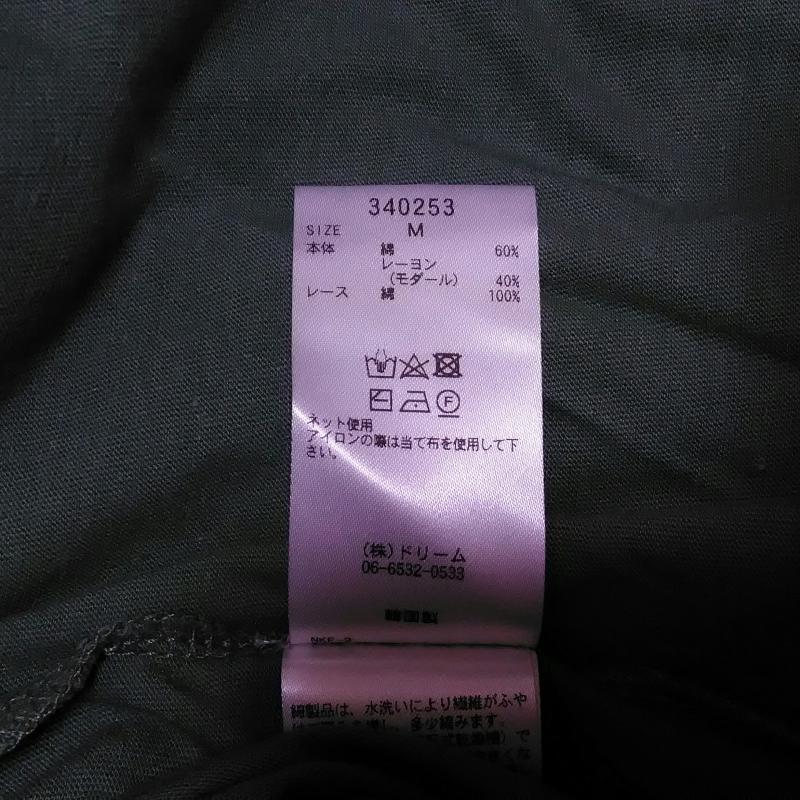 340253
SIZE M
本体 綿 60%
レーヨン
(モダール) 40%
レース 綿 100%
F
ネット使用
アイロンの際は当て布を使用して下
さい。
(株)ドリーム
06-6532-0533
綿製品は、水洗いにより繊維がふや
多少縮みます。